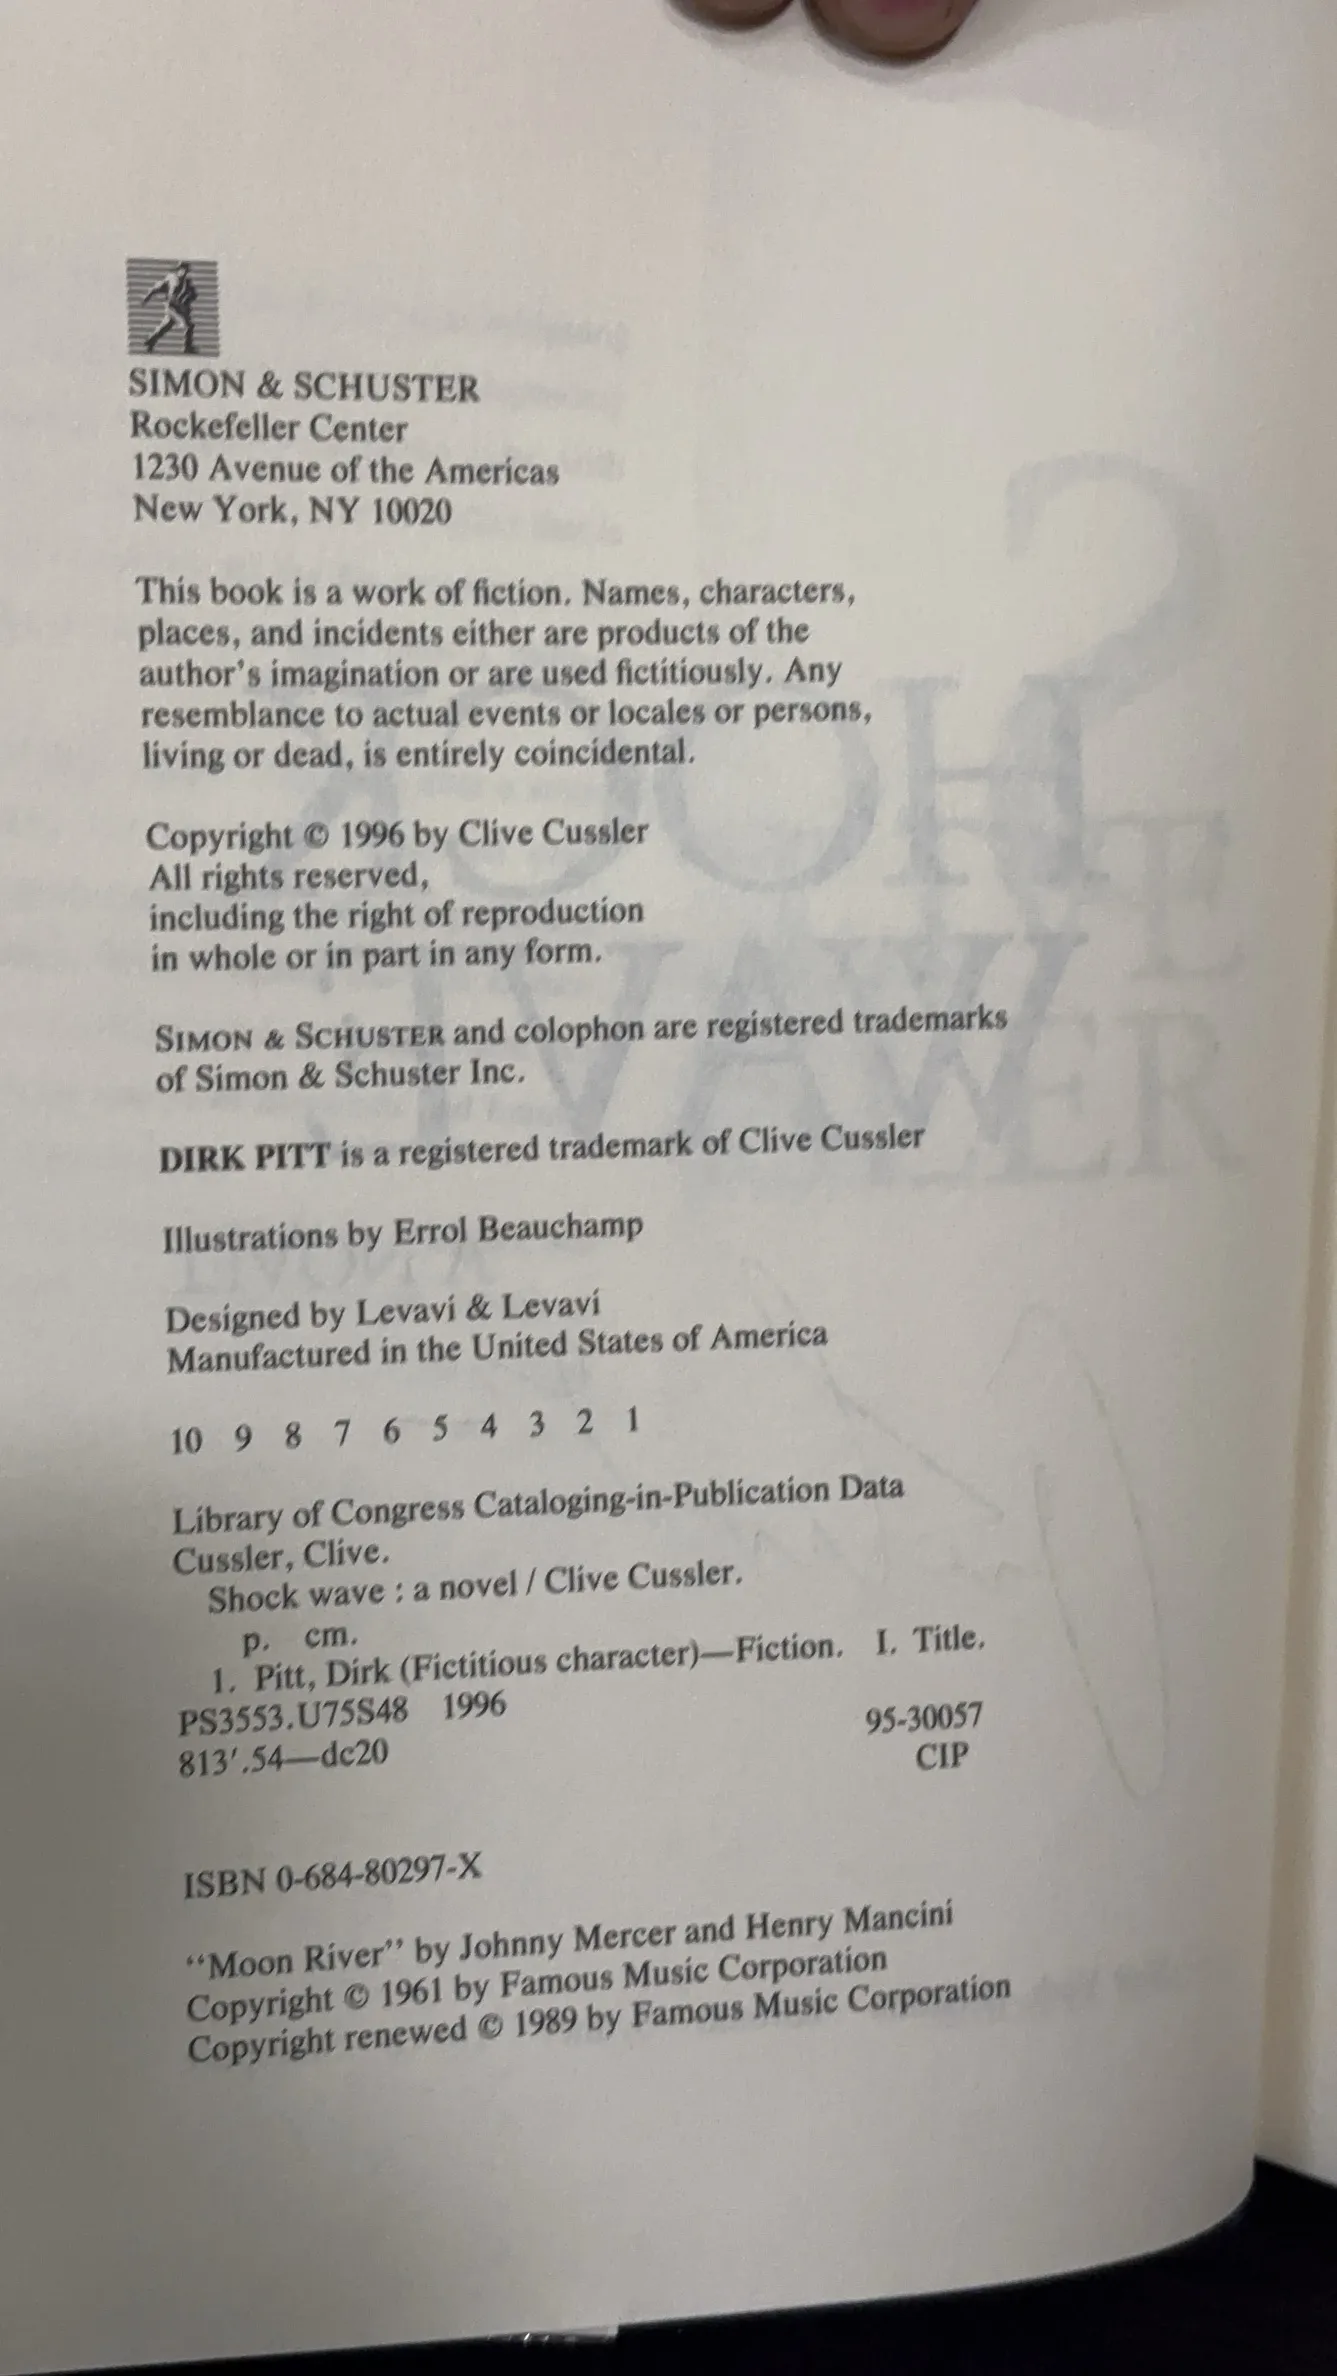 SIMON & SCHUSTER
Rockefeller Center
1230 Avenue of the Americas
New York, NY 10020
This book is a work of fiction. Names, characters,
places, and incidents either are products of the
author's imagination or are used fictitiously. Any
resemblance to actual events or locales or persons,
living or dead, is entirely coincidental.
Copyright © 1996 by Clive Cussler
All rights reserved,
including the right of reproduction
in whole or in part in any form.
SIMON & SCHUSTER and colophon are registered trademarks
of Simon & Schuster Inc.
DIRK PITT is a registered trademark of Clive Cussler
Illustrations by Errol Beauchamp
Designed by Levavi & Levavi
Manufactured in the United States of America
10 9 8 7 6 5 4 3 2 1
Library of Congress Cataloging-in-Publication Data
Cussler, Clive.
Shock wave : a novel / Clive Cussler.
p. cm.
1. Pitt, Dirk (Fictitious character)—Fiction. I. Title.
PS3553.U75S48 1996 95-30057
813'.54—dc20 CIP
ISBN 0-684-80297-X
“Moon River” by Johnny Mercer and Henry Mancini
Copyright © 1961 by Famous Music Corporation
Copyright renewed © 1989 by Famous Music Corporation